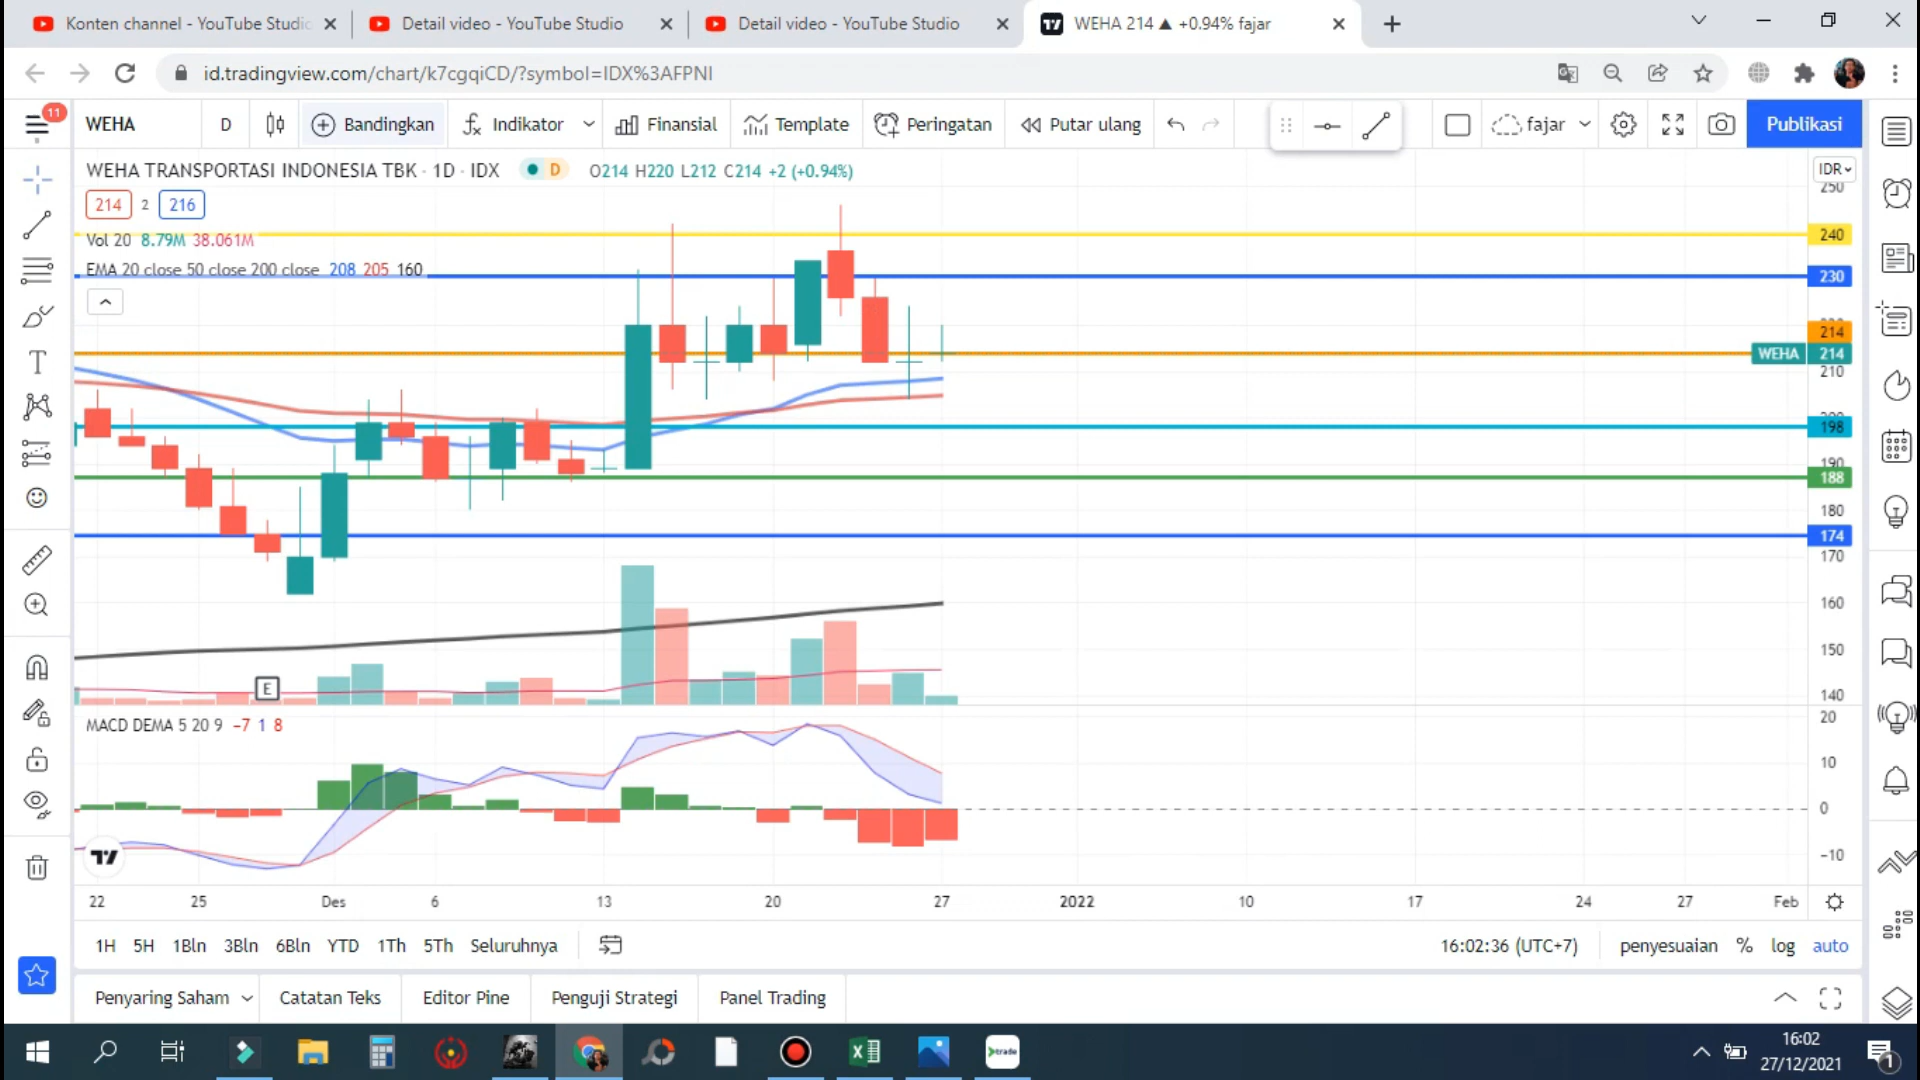 Konten channel - YouTube Studio
Detail video - YouTube Studio
Detail video - YouTube Studio
WEHA 214 ▲ +0.94% fajar
id.tradingview.com/chart/k7cgqiCD/?symbol=IDX%3AFPNI
11
WEHA
D
Bandingkan
Indikator
Finansial
Template
Peringatan
Putar ulang
fajar
Publikasi
WEHA TRANSPORTASI INDONESIA TBK · 1D · IDX
D
O214 H220 L212 C214 +2 (+0.94%)
IDR
214 2 216
Vol 20 8.79M 38.061M
EMA 20 close 50 close 200 close 208 205 160
250
240
230
214
WEHA 214
210
200
198
190
188
180
174
170
160
150
140
E
MACD DEMA 5 20 9 −7 1 8
20
10
0
−10
22 25 Des 6 13 20 27 2022 10 17 24 27 Feb
1H 5H 1Bln 3Bln 6Bln YTD 1Th 5Th Seluruhnya
16:02:36 (UTC+7)
penyesuaian % log auto
Penyaring Saham
Catatan Teks
Editor Pine
Penguji Strategi
Panel Trading
trade
16:02
27/12/2021
1